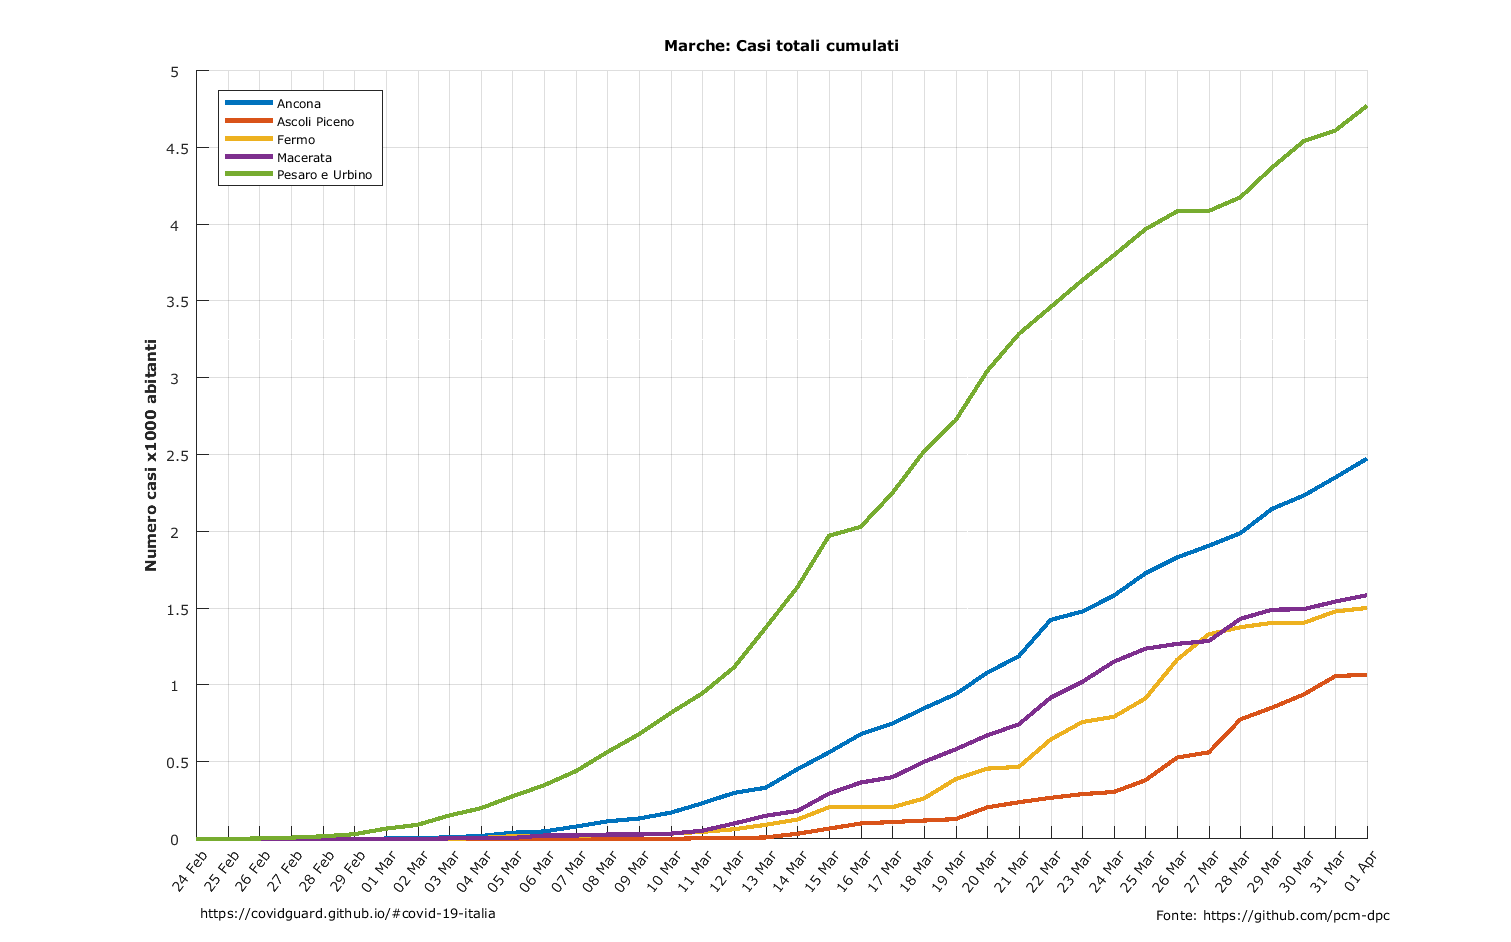 Marche: Casi totali cumulati
Ancona
Ascoli Piceno
Fermo
Macerata
Pesaro e Urbino
Numero casi x1000 abitanti
5
4.5
4
3.5
3
2.5
2
1.5
1
0.5
0
24 Feb
25 Feb
26 Feb
27 Feb
28 Feb
29 Feb
01 Mar
02 Mar
03 Mar
04 Mar
05 Mar
06 Mar
07 Mar
08 Mar
09 Mar
10 Mar
11 Mar
12 Mar
13 Mar
14 Mar
15 Mar
16 Mar
17 Mar
18 Mar
19 Mar
20 Mar
21 Mar
22 Mar
23 Mar
24 Mar
25 Mar
26 Mar
27 Mar
28 Mar
29 Mar
30 Mar
31 Mar
01 Apr
https://covidguard.github.io/#covid-19-italia
Fonte: https://github.com/pcm-dpc